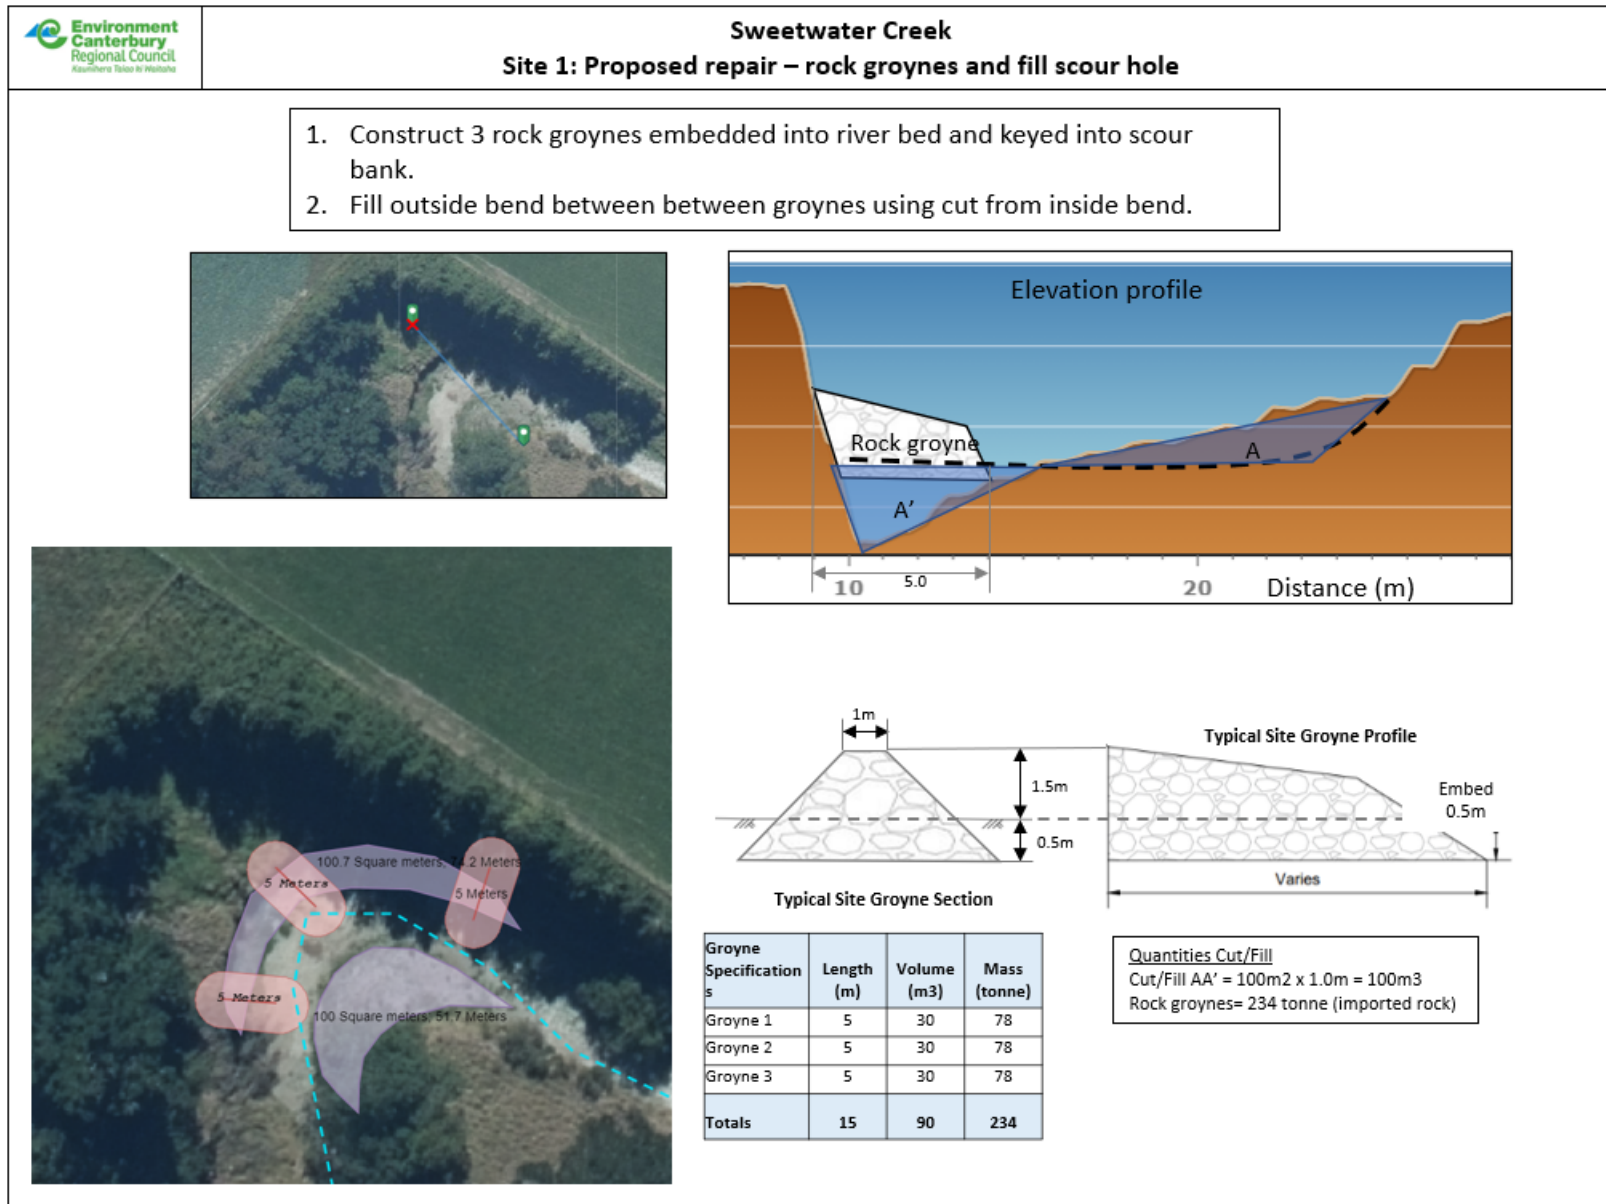 Environment
Canterbury
Regional Council
Kaunihera Taiao ki Waitaha
Sweetwater Creek
Site 1: Proposed repair – rock groynes and fill scour hole
1. Construct 3 rock groynes embedded into river bed and keyed into scour
bank.
2. Fill outside bend between between groynes using cut from inside bend.
Elevation profile
Rock groyne
A
A’
5.0
10
20
Distance (m)
100.7 Square meters, 74.2 Meters
5 Meters
5 Meters
5 Meters
100 Square meters, 51.7 Meters
1m
1.5m
0.5m
Typical Site Groyne Section
Typical Site Groyne Profile
Embed
0.5m
Varies
Groyne
Specification
s
Length
(m)
Volume
(m3)
Mass
(tonne)
Groyne 1 5 30 78
Groyne 2 5 30 78
Groyne 3 5 30 78
Totals 15 90 234
Quantities Cut/Fill
Cut/Fill AA’ = 100m2 x 1.0m = 100m3
Rock groynes= 234 tonne (imported rock)